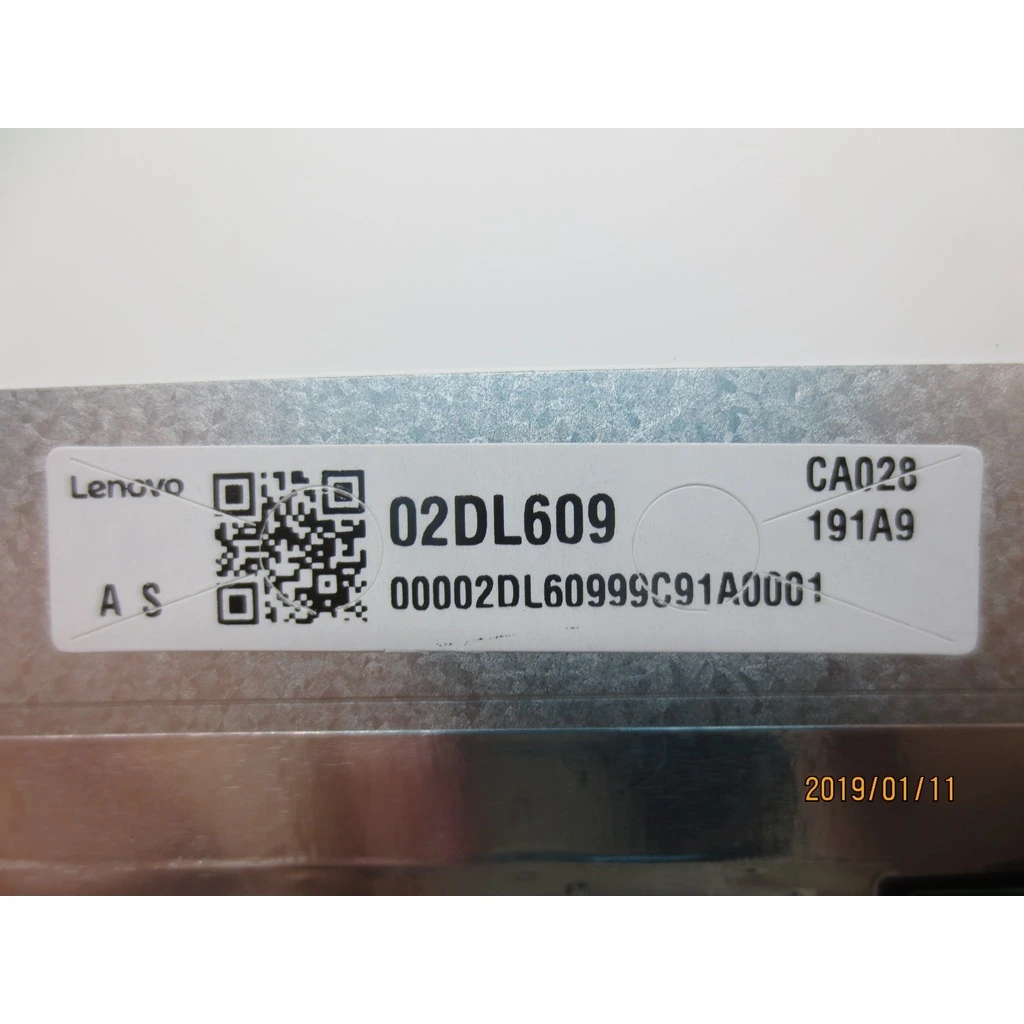 Lenovo
A S
02DL609
00002DL60999C91A0001
CA028
191A9
2019/01/11